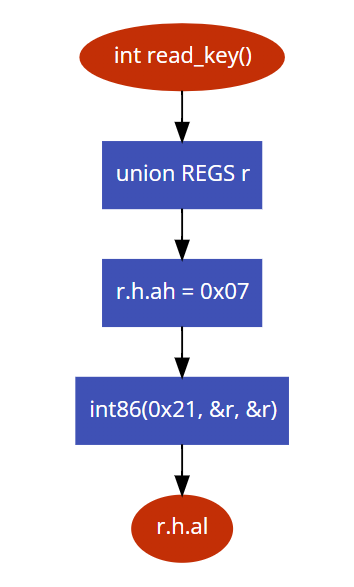 int read_key()
union REGS r
r.h.ah = 0x07
int86(0x21, &r, &r)
r.h.al